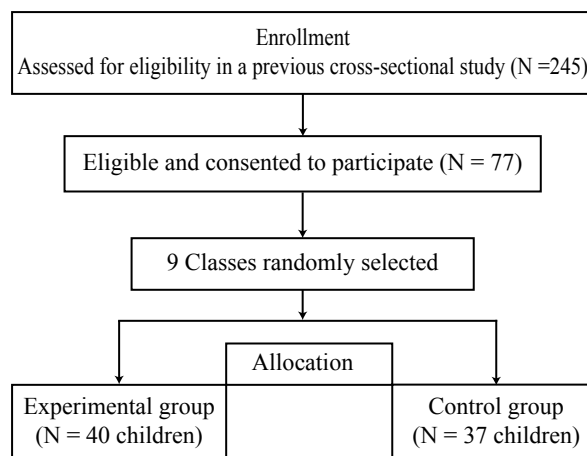 Enrollment
Assessed for eligibility in a previous cross-sectional study (N =245)
Eligible and consented to participate (N = 77)
9 Classes randomly selected
Allocation
Experimental group
(N = 40 children)
Control group
(N = 37 children)